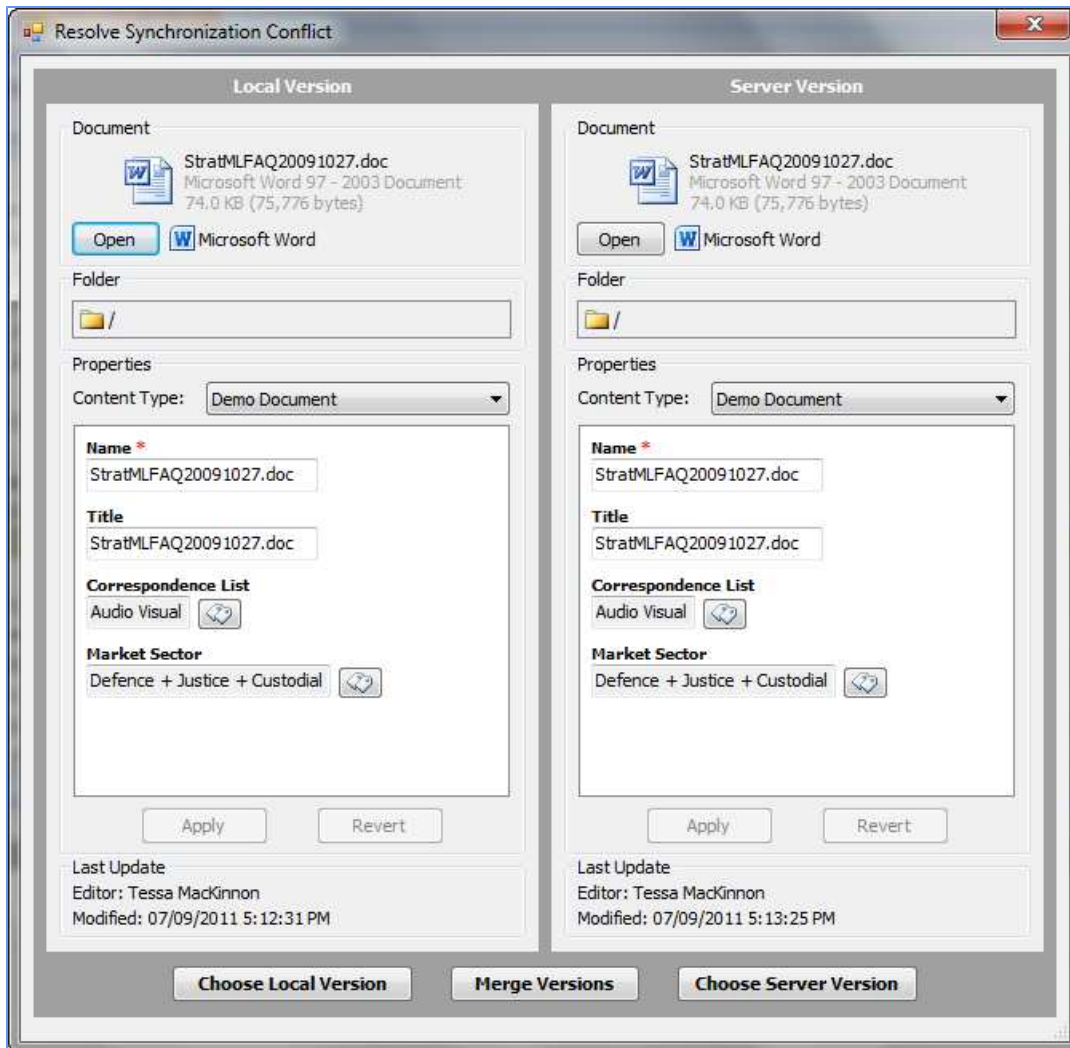 Resolve Synchronization Conflict
Local Version
Document
StratMLFAQ20091027.doc
Microsoft Word 97 - 2003 Document
74.0 KB (75,776 bytes)
Open
Microsoft Word
Folder
/
Properties
Content Type: Demo Document
Name *
StratMLFAQ20091027.doc
Title
StratMLFAQ20091027.doc
Correspondence List
Audio Visual
Market Sector
Defence + Justice + Custodial
Apply Revert
Last Update
Editor: Tessa MacKinnon
Modified: 07/09/2011 5:12:31 PM
Server Version
Document
StratMLFAQ20091027.doc
Microsoft Word 97 - 2003 Document
74.0 KB (75,776 bytes)
Open
Microsoft Word
Folder
/
Properties
Content Type: Demo Document
Name *
StratMLFAQ20091027.doc
Title
StratMLFAQ20091027.doc
Correspondence List
Audio Visual
Market Sector
Defence + Justice + Custodial
Apply Revert
Last Update
Editor: Tessa MacKinnon
Modified: 07/09/2011 5:13:25 PM
Choose Local Version Merge Versions Choose Server Version